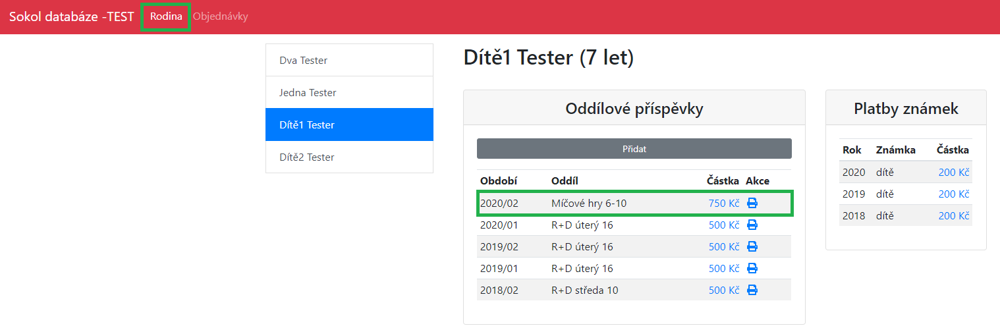 Sokol databáze -TEST Rodina Objednávky
Dva Tester
Jedna Tester
Dítě1 Tester
Dítě2 Tester
Dítě1 Tester (7 let)
Oddílové příspěvky
Přidat
Období Oddíl Částka Akce
2020/02 Míčové hry 6-10 750 Kč
2020/01 R+D úterý 16 500 Kč
2019/02 R+D úterý 16 500 Kč
2019/01 R+D úterý 16 500 Kč
2018/02 R+D středa 10 500 Kč
Platby známek
Rok Známka Částka
2020 dítě 200 Kč
2019 dítě 200 Kč
2018 dítě 200 Kč